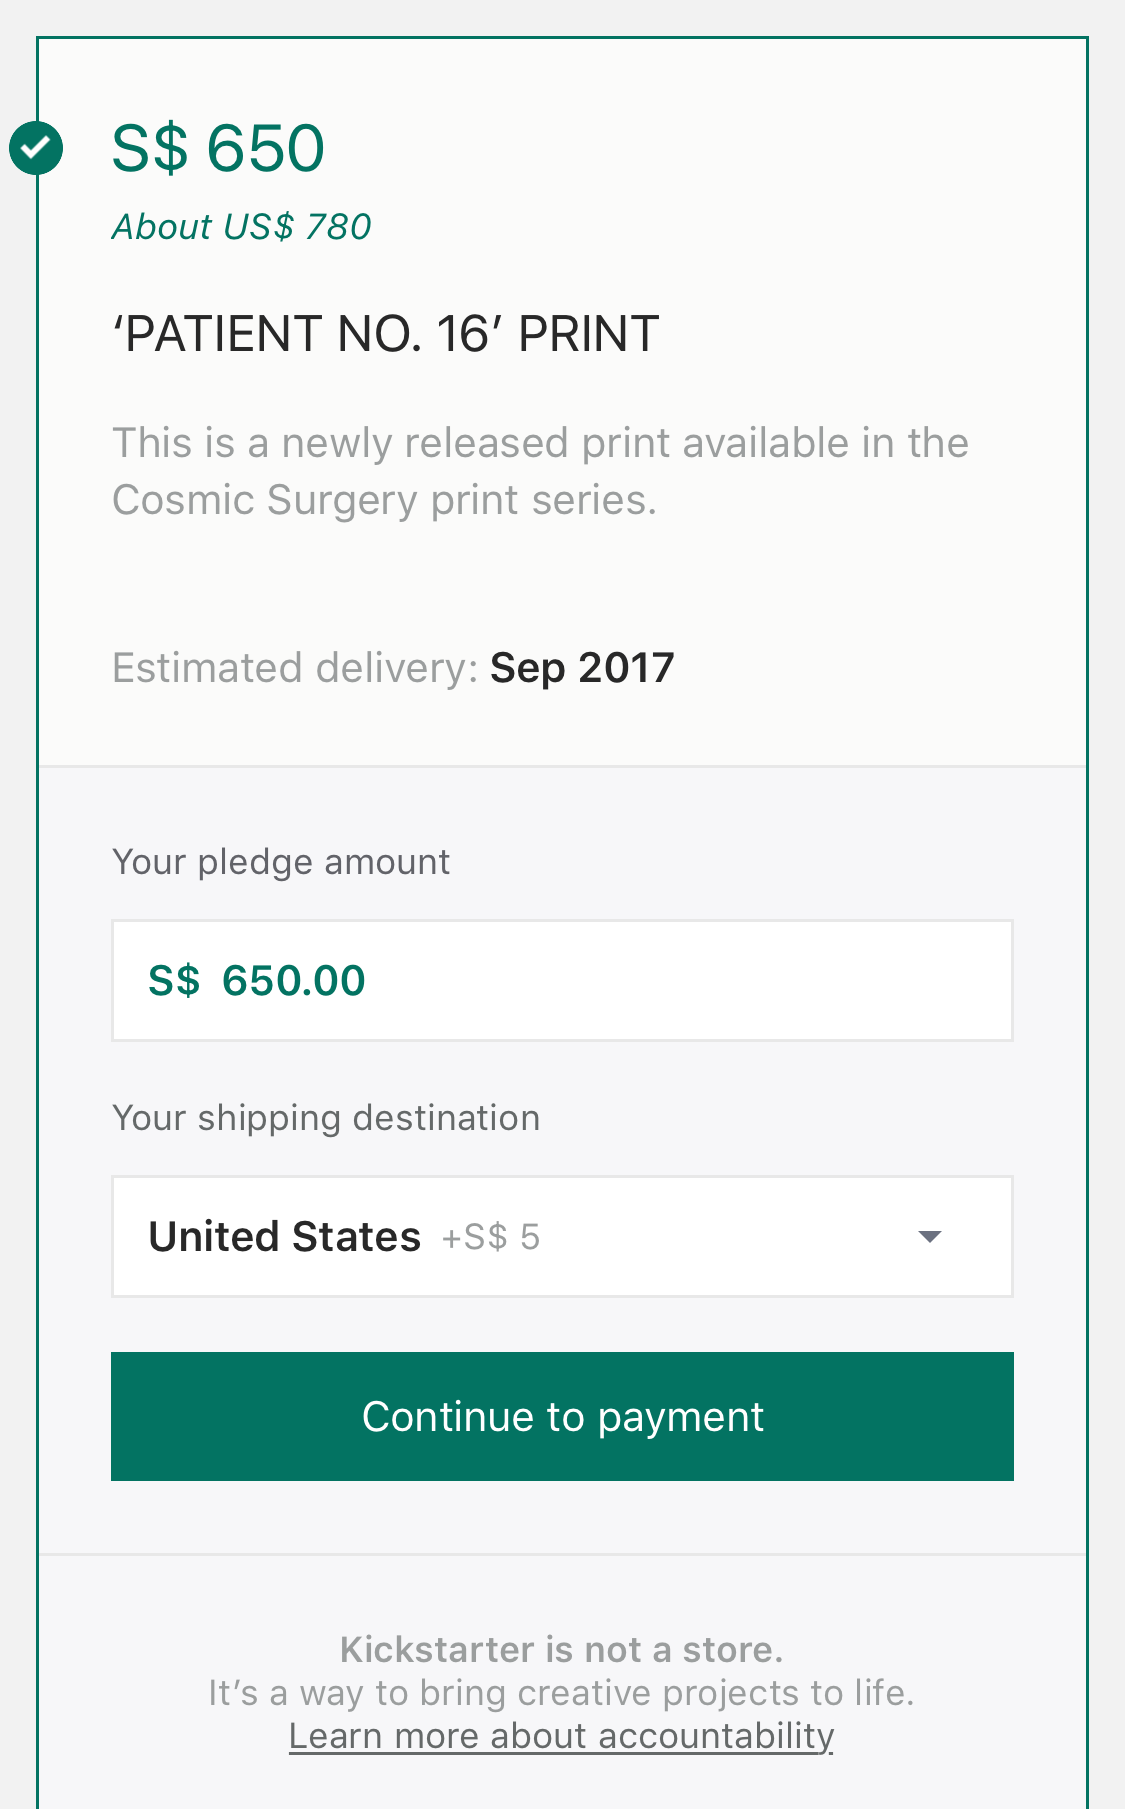 S$ 650
About US$ 780
‘PATIENT NO. 16’ PRINT
This is a newly released print available in the
Cosmic Surgery print series.
Estimated delivery: Sep 2017
Your pledge amount
S$ 650.00
Your shipping destination
United States +S$ 5
Continue to payment
Kickstarter is not a store.
It’s a way to bring creative projects to life.
Learn more about accountability